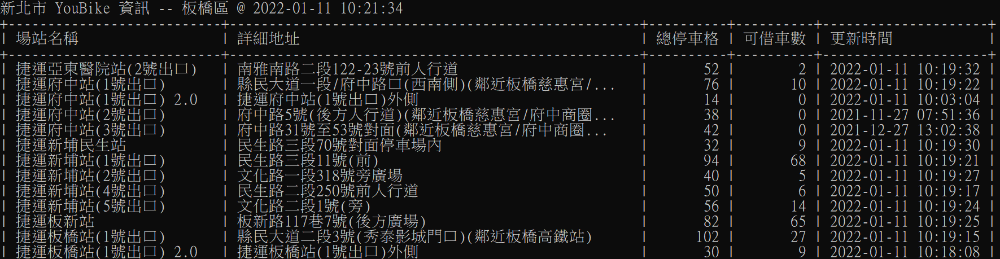 新北市 YouBike 資訊 -- 板橋區 @ 2022-01-11 10:21:34
+---------------------------+----------------------------------------------------+----------+----------+---------------------+
| 場站名稱 | 詳細地址 | 總停車格 | 可借車數 | 更新時間 |
+---------------------------+----------------------------------------------------+----------+----------+---------------------+
| 捷運亞東醫院站(2號出口) | 南雅南路二段122-23號前人行道 | 52 | 2 | 2022-01-11 10:19:32 |
| 捷運府中站(1號出口) | 縣民大道一段/府中路口(西南側)(鄰近板橋慈惠宮/... | 76 | 10 | 2022-01-11 10:19:22 |
| 捷運府中站(1號出口) 2.0 | 捷運府中站(1號出口)外側 | 14 | 0 | 2022-01-11 10:03:04 |
| 捷運府中站(2號出口) | 府中路5號(後方人行道)(鄰近板橋慈惠宮/府中商圈... | 38 | 0 | 2021-11-27 07:51:36 |
| 捷運府中站(3號出口) | 府中路31號至53號對面(鄰近板橋慈惠宮/府中商圈... | 42 | 0 | 2021-12-27 13:02:38 |
| 捷運新埔民生站 | 民生路三段70號對面停車場內 | 32 | 9 | 2022-01-11 10:19:30 |
| 捷運新埔站(1號出口) | 民生路三段11號(前) | 94 | 68 | 2022-01-11 10:19:21 |
| 捷運新埔站(2號出口) | 文化路一段318號旁廣場 | 40 | 5 | 2022-01-11 10:19:27 |
| 捷運新埔站(4號出口) | 民生路二段250號前人行道 | 50 | 6 | 2022-01-11 10:19:17 |
| 捷運新埔站(5號出口) | 文化路二段1號(旁) | 56 | 14 | 2022-01-11 10:19:24 |
| 捷運板新站 | 板新路117巷7號(後方廣場) | 82 | 65 | 2022-01-11 10:19:25 |
| 捷運板橋站(1號出口) | 縣民大道二段3號(秀泰影城門口)(鄰近板橋高鐵站) | 102 | 27 | 2022-01-11 10:19:15 |
| 捷運板橋站(1號出口) 2.0 | 捷運板橋站(1號出口)外側 | 30 | 9 | 2022-01-11 10:18:08 |